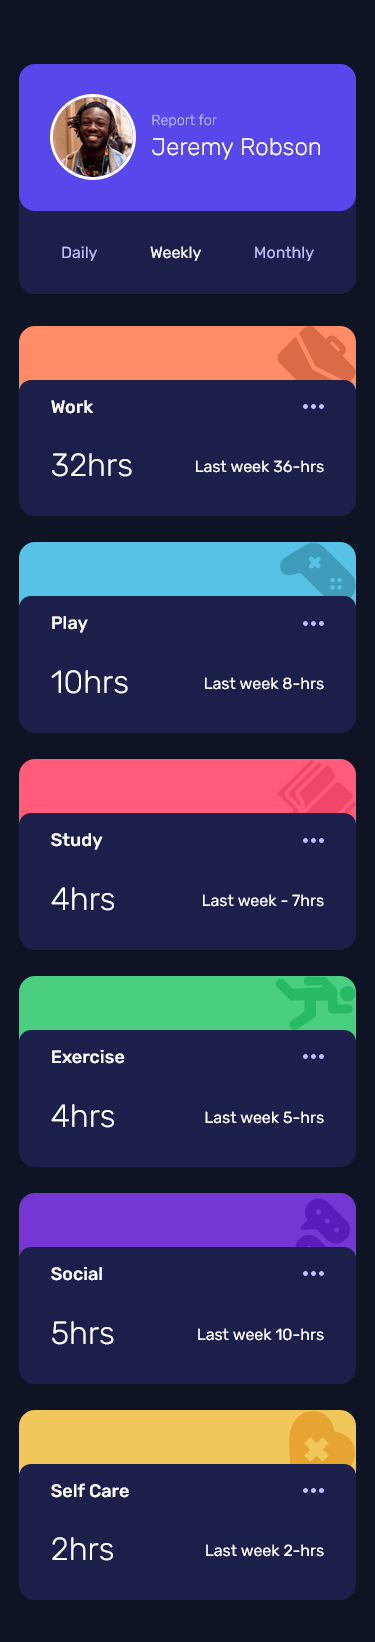 Report for
Jeremy Robson
Daily Weekly Monthly
Work
32hrs Last week 36-hrs
Play
10hrs Last week 8-hrs
Study
4hrs Last week - 7hrs
Exercise
4hrs Last week 5-hrs
Social
5hrs Last week 10-hrs
Self Care
2hrs Last week 2-hrs